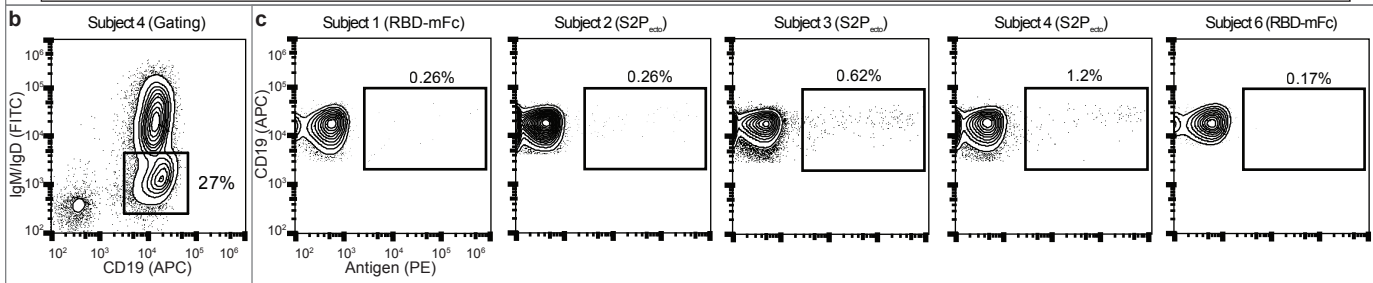 b
Subject 4 (Gating)
IgM/IgD (FITC)
10⁶
10⁵
10⁴
10³
10²
27%
10² 10³ 10⁴ 10⁵ 10⁶
CD19 (APC)
c
Subject 1 (RBD-mFc)
Subject 2 (S2Pecto)
Subject 3 (S2Pecto)
Subject 4 (S2Pecto)
Subject 6 (RBD-mFc)
CD19 (APC)
10⁶
10⁵
10⁴
10³
10²
0.26%
0.26%
0.62%
1.2%
0.17%
10² 10³ 10⁴ 10⁵ 10⁶
Antigen (PE)